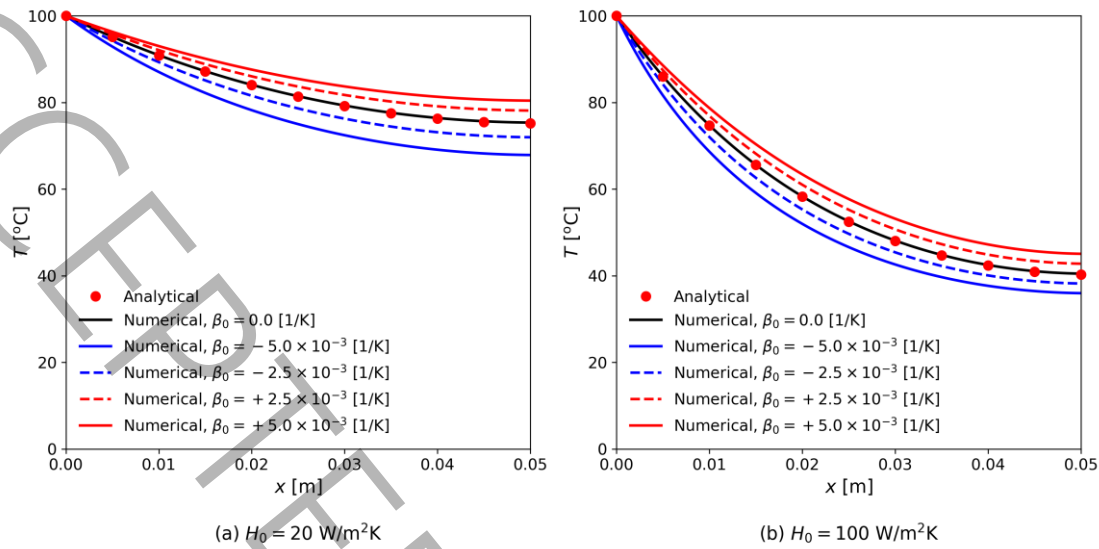 100
80
60
40
20
0
T [°C]
Analytical
Numerical, β₀ = 0.0 [1/K]
Numerical, β₀ = − 5.0 × 10⁻³ [1/K]
Numerical, β₀ = − 2.5 × 10⁻³ [1/K]
Numerical, β₀ = + 2.5 × 10⁻³ [1/K]
Numerical, β₀ = + 5.0 × 10⁻³ [1/K]
0.00 0.01 0.02 0.03 0.04 0.05
x [m]
(a) H₀ = 20 W/m²K
100
80
60
40
20
0
T [°C]
Analytical
Numerical, β₀ = 0.0 [1/K]
Numerical, β₀ = − 5.0 × 10⁻³ [1/K]
Numerical, β₀ = − 2.5 × 10⁻³ [1/K]
Numerical, β₀ = + 2.5 × 10⁻³ [1/K]
Numerical, β₀ = + 5.0 × 10⁻³ [1/K]
0.00 0.01 0.02 0.03 0.04 0.05
x [m]
(b) H₀ = 100 W/m²K
CEPTE